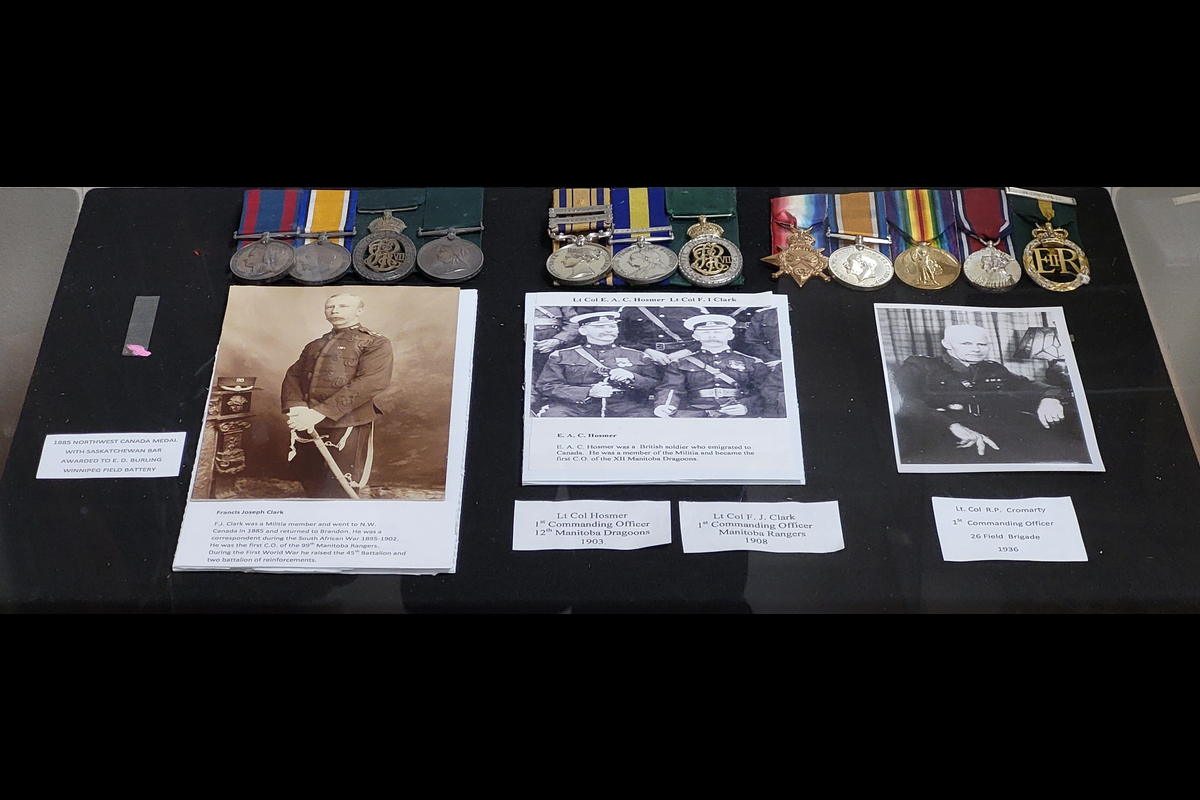 1885 NORTHWEST CANADA MEDAL
WITH SASKATCHEWAN BAR
AWARDED TO E. D. BURLING
WINNIPEG FIELD BATTERY
Francis Joseph Clark
F.J. Clark was a Militia member and went to N.W.
Canada in 1885 and returned to Brandon. He was a
correspondent during the South African War 1895-1902.
He was the first C.O. of the 99th Manitoba Rangers.
During the First World War he raised the 45th Battalion and
two battalion of reinforcements.
Lt Col E. A. C. Hosmer Lt Col F. I Clark
E. A. C. Hosmer
E. A. C. Hosmer was a British soldier who emigrated to
Canada. He was a member of the Militia and became the
first C.O. of the XII Manitoba Dragoons.
Lt Col Hosmer
1st Commanding Officer
12th Manitoba Dragoons
1903
Lt Col F. J. Clark
1st Commanding Officer
Manitoba Rangers
1908
Lt. Col R.P. Cromarty
1st Commanding Officer
26 Field Brigade
1936